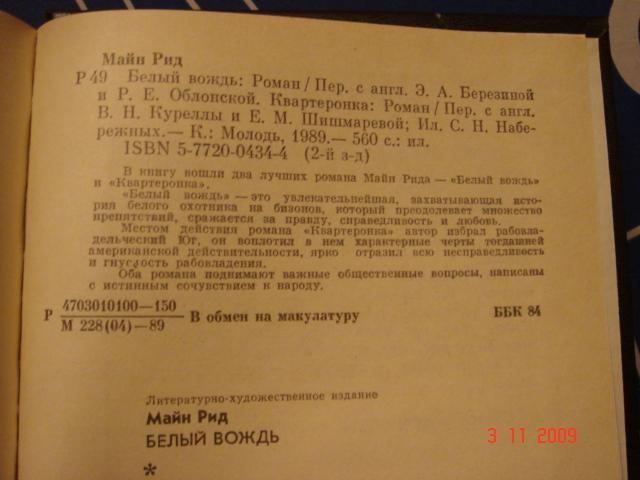 Майн Рид
Р 49 Белый вождь: Роман / Пер. с англ. Э. А. Березиной
и Р. Е. Облонской. Квартеронка: Роман / Пер. с англ.
В. Н. Куреллы и Е. М. Шишмаревой; Ил. С. Н. Набе-
режных.— К.: Молодь, 1989.— 560 с.: ил.
ISBN 5-7720-0434-4 (2-й з-д)
В книгу вошли два лучших романа Майн Рида — «Белый вождь»
и «Квартеронка».
«Белый вождь» — это увлекательнейшая, захватывающая исто-
рия белого охотника на бизонов, который преодолевает множество
препятствий, сражается за правду, справедливость и любовь.
Местом действия романа «Квартеронка» автор избрал рабовла-
дельческий Юг, он воплотил в нем характерные черты тогдашней
американской действительности, ярко отразил всю несправедливость
и гнусность рабовладения.
Оба романа поднимают важные общественные вопросы, написаны
с истинным сочувствием к народу.
Р 4703010100—150
М 228(04)—89 В обмен на макулатуру ББК 84
Литературно-художественное издание
Майн Рид
БЕЛЫЙ ВОЖДЬ
*
3 11 2009